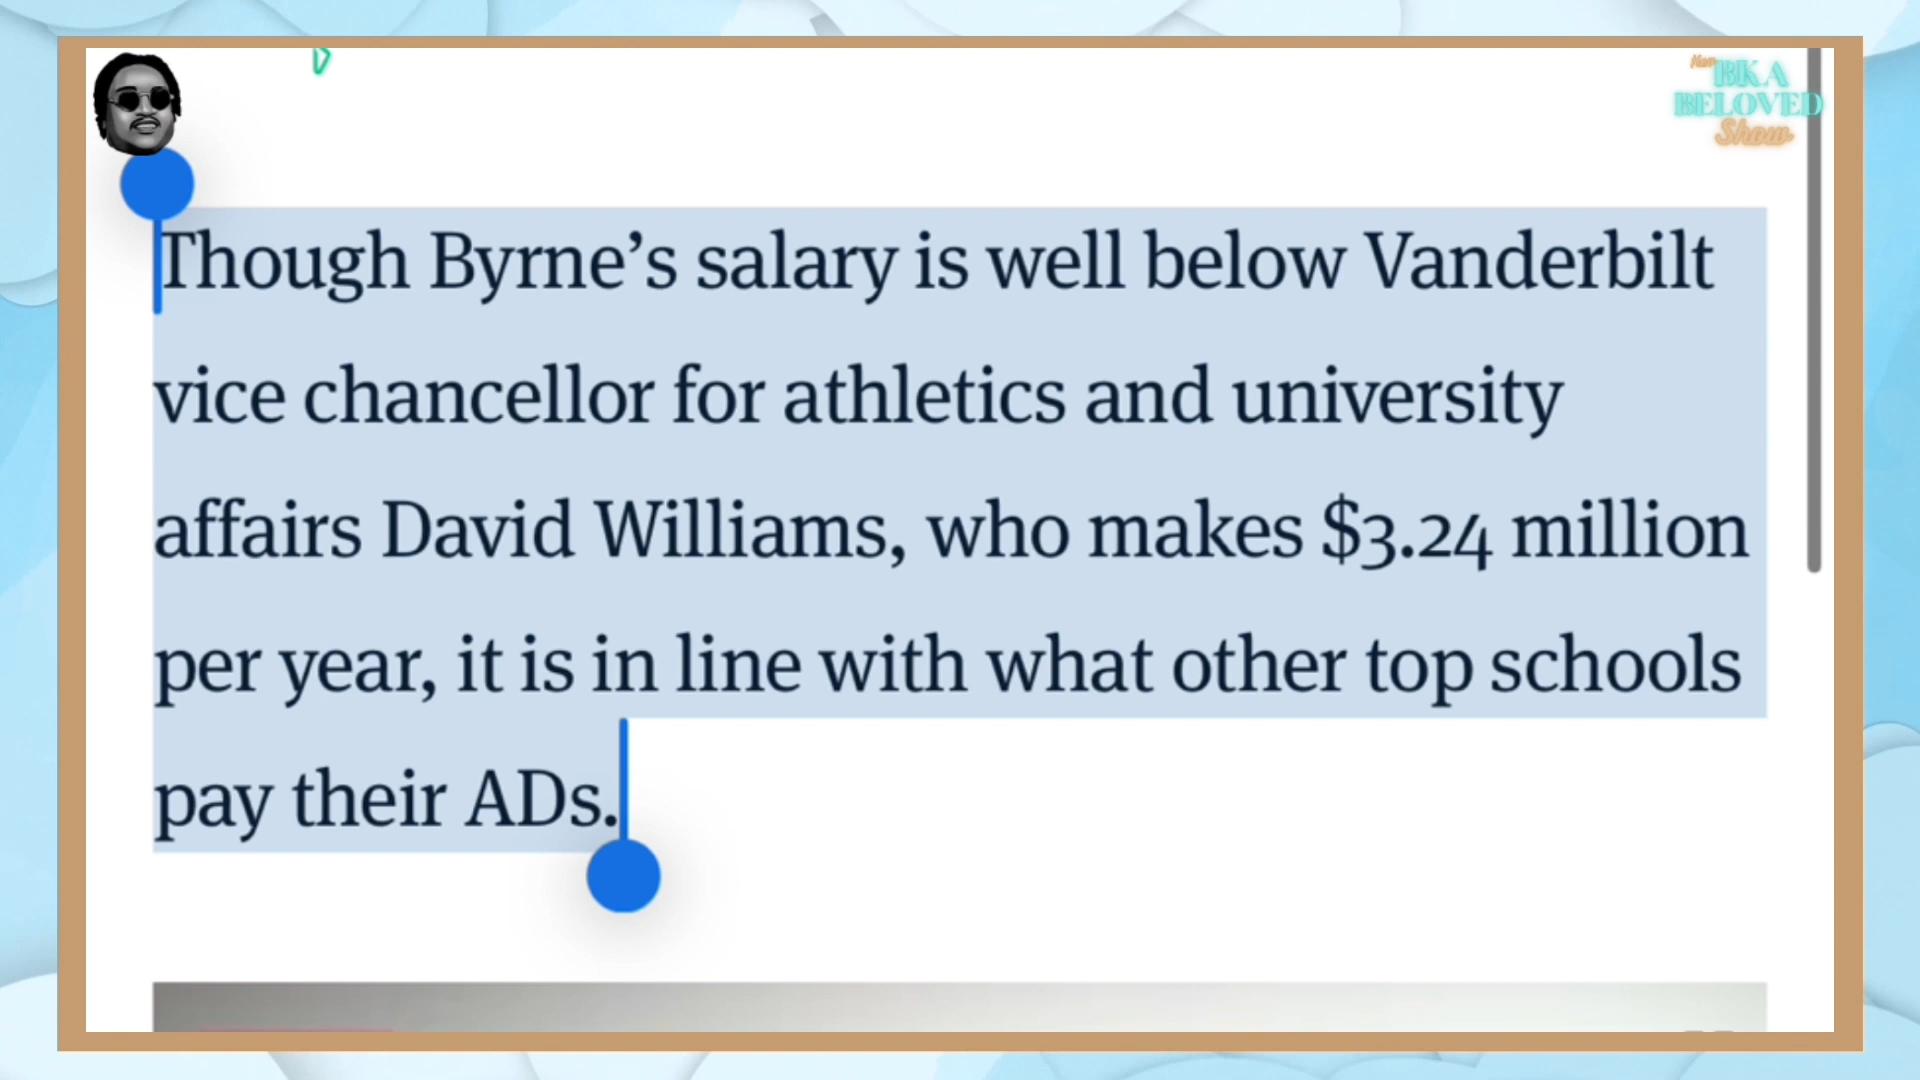 Nam
BKA
BELOVED
Show
Though Byrne’s salary is well below Vanderbilt
vice chancellor for athletics and university
affairs David Williams, who makes $3.24 million
per year, it is in line with what other top schools
pay their ADs.